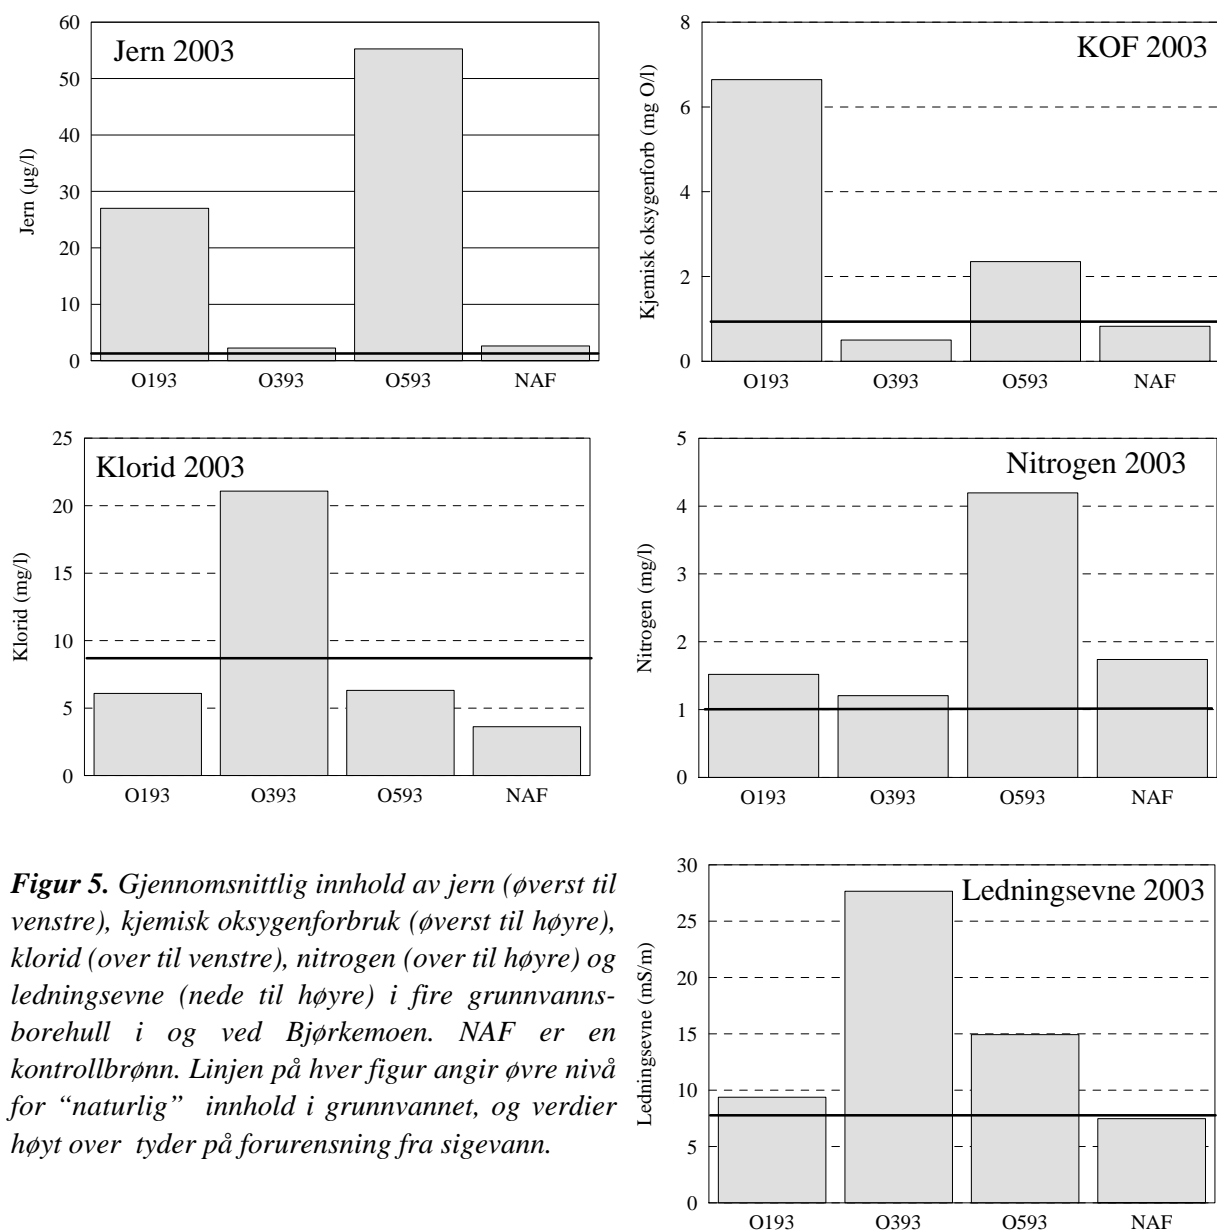 Jern 2003
Jern (µg/l)
60
50
40
30
20
10
0
O193 O393 O593 NAF
KOF 2003
Kjemisk oksygenforb (mg O/l)
8
6
4
2
0
O193 O393 O593 NAF
Klorid 2003
Klorid (mg/l)
25
20
15
10
5
0
O193 O393 O593 NAF
Nitrogen 2003
Nitrogen (mg/l)
5
4
3
2
1
0
O193 O393 O593 NAF
Figur 5. Gjennomsnittlig innhold av jern (øverst til
venstre), kjemisk oksygenforbruk (øverst til høyre),
klorid (over til venstre), nitrogen (over til høyre) og
ledningsevne (nede til høyre) i fire grunnvanns-
borehull i og ved Bjørkemoen. NAF er en
kontrollbrønn. Linjen på hver figur angir øvre nivå
for “naturlig” innhold i grunnvannet, og verdier
høyt over tyder på forurensning fra sigevann.
Ledningsevne 2003
Ledningsevne (mS/m)
30
25
20
15
10
5
0
O193 O393 O593 NAF